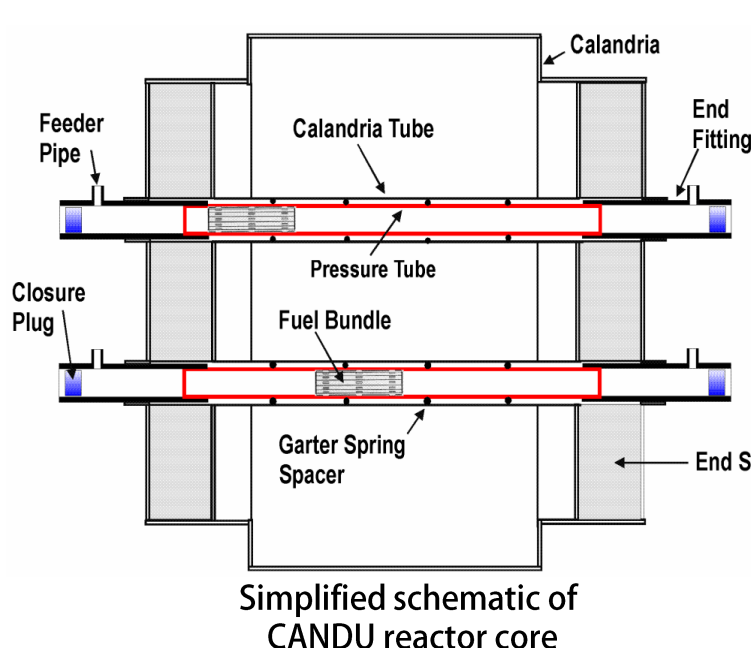 Calandria
Feeder
Pipe
End
Fitting
Calandria Tube
Pressure Tube
Closure
Plug
Fuel Bundle
Garter Spring
Spacer
End S
Simplified schematic of
CANDU reactor core